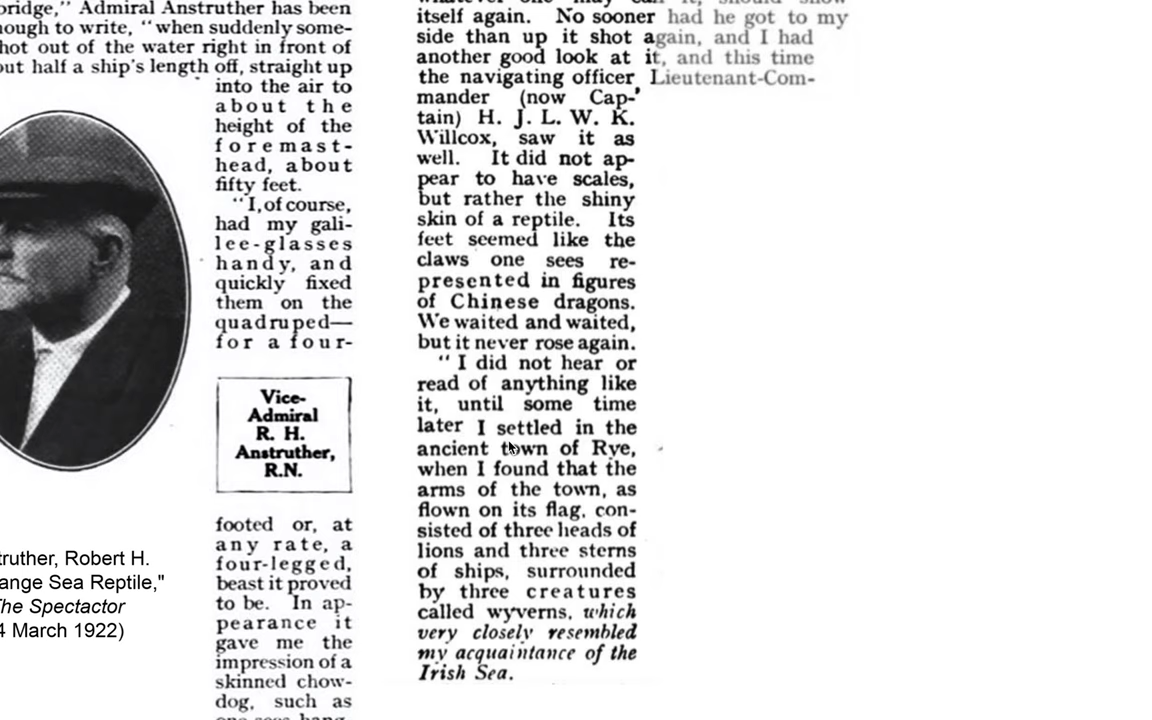 bridge," Admiral Anstruther has been
nough to write, "when suddenly some-
hot out of the water right in front of
out half a ship's length off, straight up
into the air to
about the
height of the
foremast-
head, about
fifty feet.
"I, of course,
had my gali-
lee-glasses
handy, and
quickly fixed
them on the
quadruped—
for a four-
Vice-
Admiral
R. H.
Anstruther,
R.N.
footed or, at
any rate, a
four-legged,
beast it proved
to be. In ap-
pearance it
gave me the
impression of a
skinned chow-
dog, such as
one sees hang-
truther, Robert H.
ange Sea Reptile,"
The Spectactor
4 March 1922)
itself again. No sooner had he got to my
side than up it shot again, and I had
another good look at it, and this time
the navigating officer, Lieutenant-Com-
mander (now Cap-
tain) H. J. L. W. K.
Willcox, saw it as
well. It did not ap-
pear to have scales,
but rather the shiny
skin of a reptile. Its
feet seemed like the
claws one sees re-
presented in figures
of Chinese dragons.
We waited and waited,
but it never rose again.
"I did not hear or
read of anything like
it, until some time
later I settled in the
ancient town of Rye,
when I found that the
arms of the town, as
flown on its flag, con-
sisted of three heads of
lions and three sterns
of ships, surrounded
by three creatures
called wyverns, which
very closely resembled
my acquaintance of the
Irish Sea.